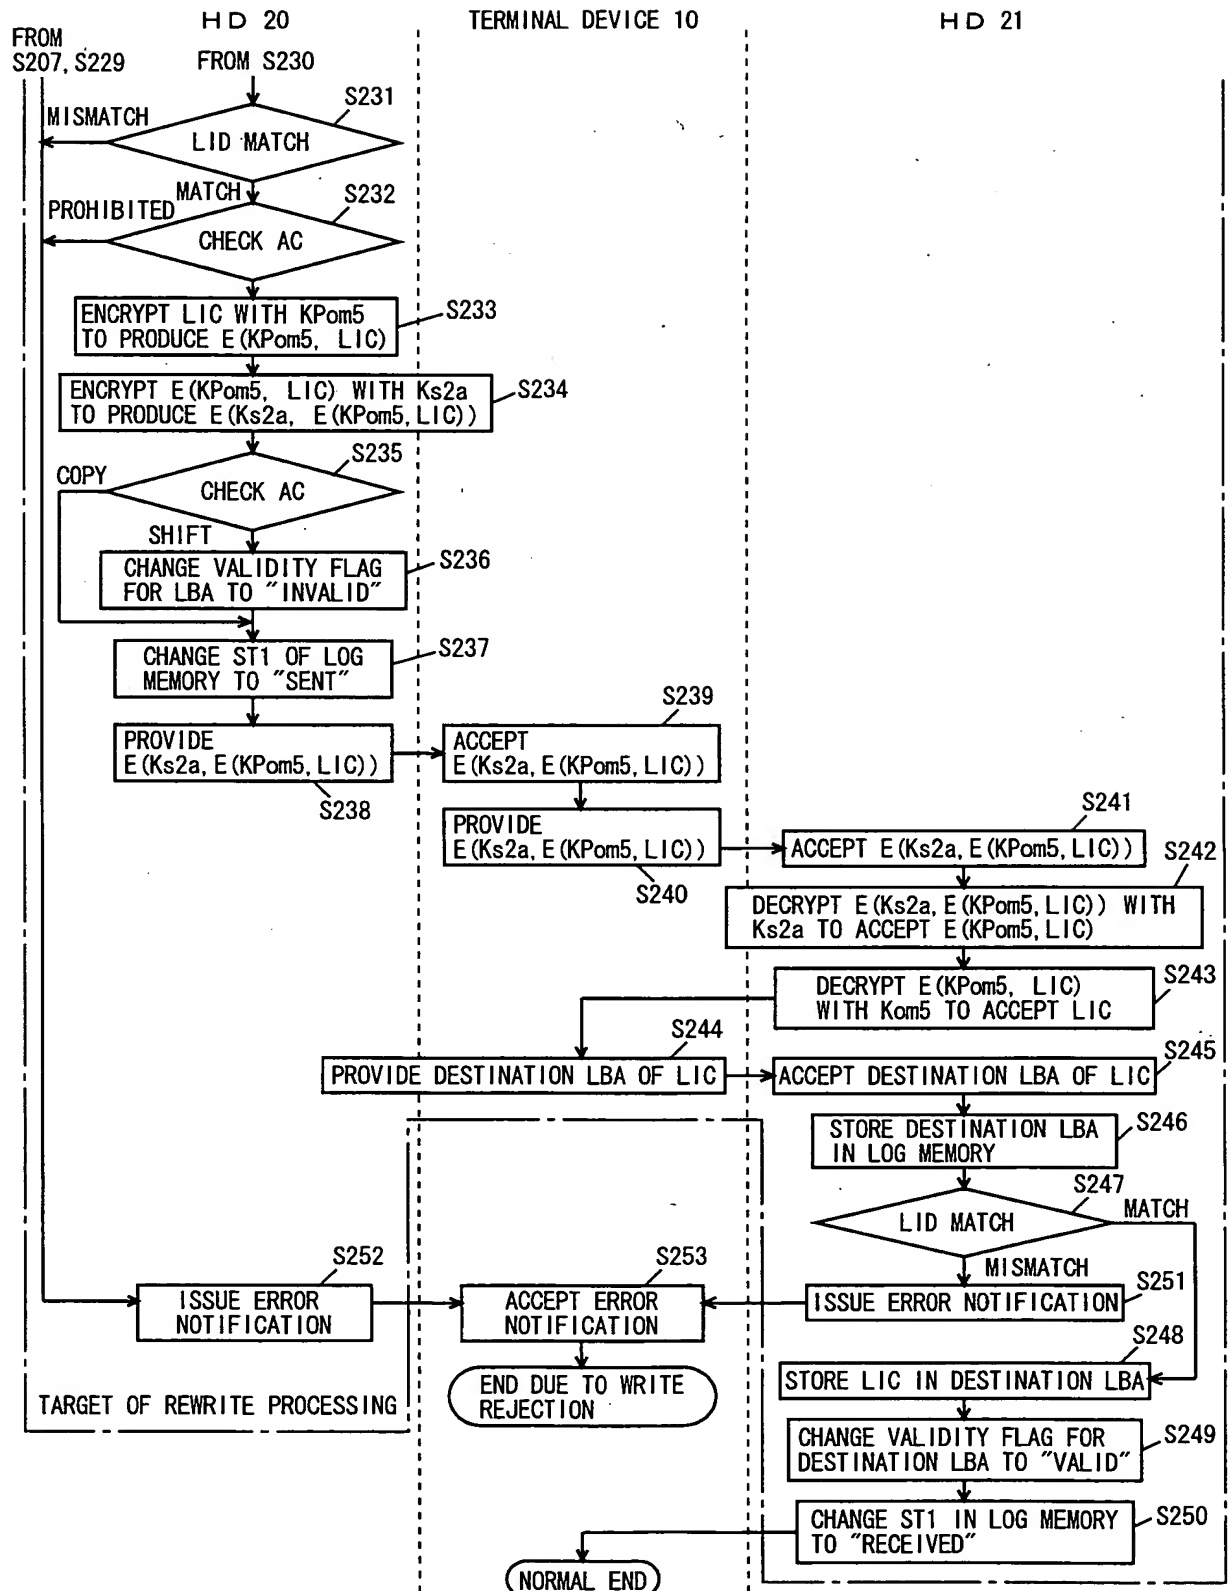 HD 20
TERMINAL DEVICE 10
HD 21
FROM
S207, S229
FROM S230
S231
MISMATCH
LID MATCH
MATCH
S232
PROHIBITED
CHECK AC
ENCRYPT LIC WITH KPom5
TO PRODUCE E(KPom5, LIC)
S233
ENCRYPT E(KPom5, LIC) WITH Ks2a
TO PRODUCE E(Ks2a, E(KPom5, LIC))
S234
S235
COPY
CHECK AC
SHIFT
CHANGE VALIDITY FLAG
FOR LBA TO "INVALID"
S236
CHANGE ST1 OF LOG
MEMORY TO "SENT"
S237
PROVIDE
E(Ks2a, E(KPom5, LIC))
S238
S239
ACCEPT
E(Ks2a, E(KPom5, LIC))
PROVIDE
E(Ks2a, E(KPom5, LIC))
S240
S241
ACCEPT E(Ks2a, E(KPom5, LIC))
S242
DECRYPT E(Ks2a, E(KPom5, LIC)) WITH
Ks2a TO ACCEPT E(KPom5, LIC)
DECRYPT E(KPom5, LIC)
WITH Kom5 TO ACCEPT LIC
S243
S244
PROVIDE DESTINATION LBA OF LIC
S245
ACCEPT DESTINATION LBA OF LIC
STORE DESTINATION LBA
IN LOG MEMORY
S246
S247
LID MATCH
MATCH
MISMATCH
S252
ISSUE ERROR
NOTIFICATION
S253
ACCEPT ERROR
NOTIFICATION
ISSUE ERROR NOTIFICATION
S251
S248
STORE LIC IN DESTINATION LBA
END DUE TO WRITE
REJECTION
TARGET OF REWRITE PROCESSING
CHANGE VALIDITY FLAG FOR
DESTINATION LBA TO "VALID"
S249
CHANGE ST1 IN LOG MEMORY
TO "RECEIVED"
S250
NORMAL END